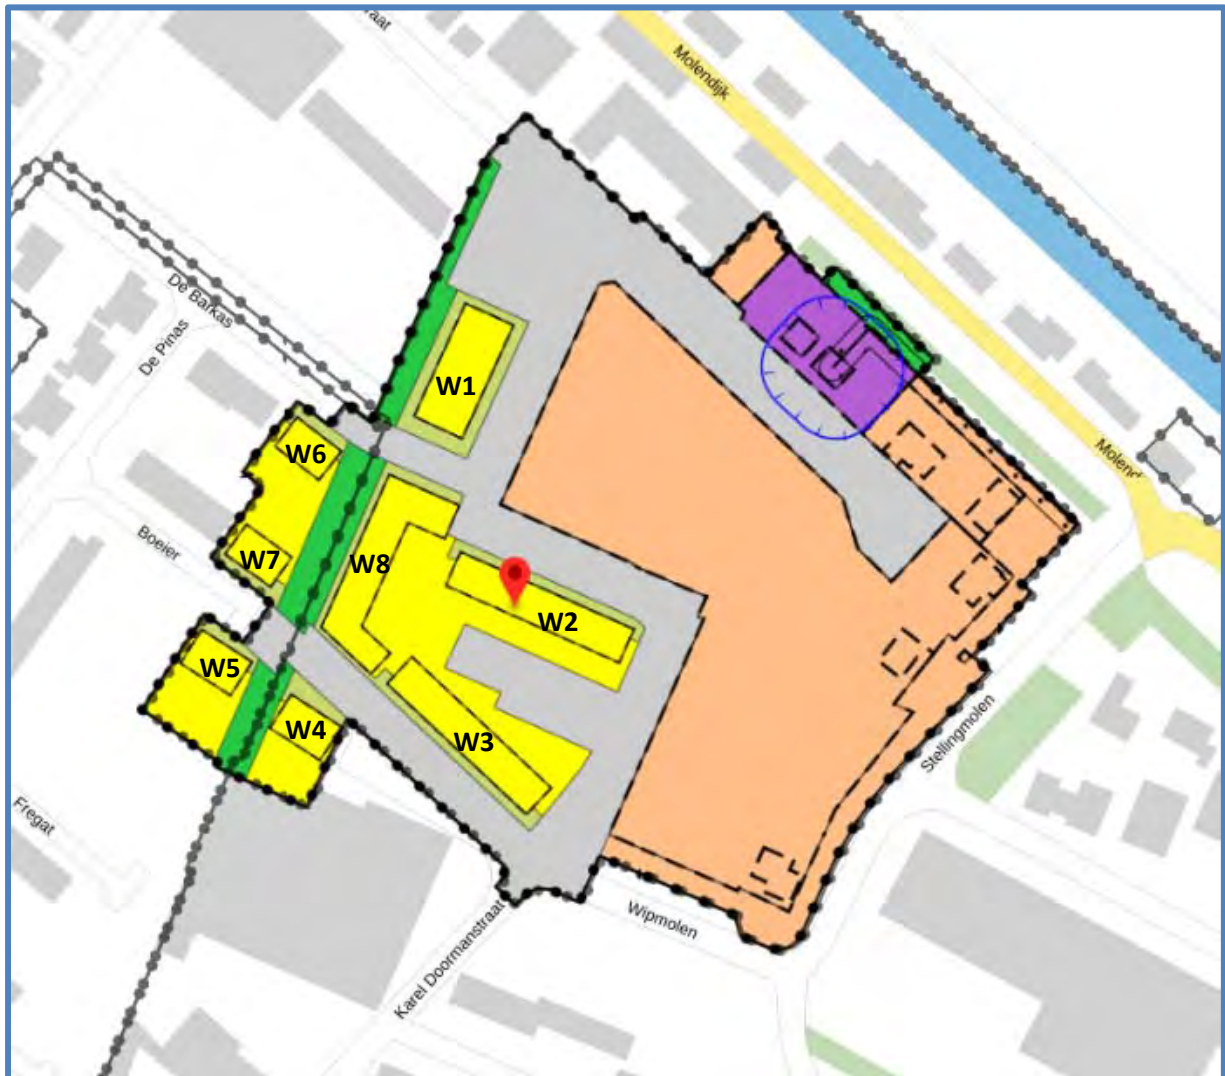 raat
Molendijk
De Barkas
De Pinas
W1
W6
Boeier
W7
W8
W2
W5
W4
W3
Molend
Stellingmolen
Fregat
Wipmolen
Karel Doormanstraat